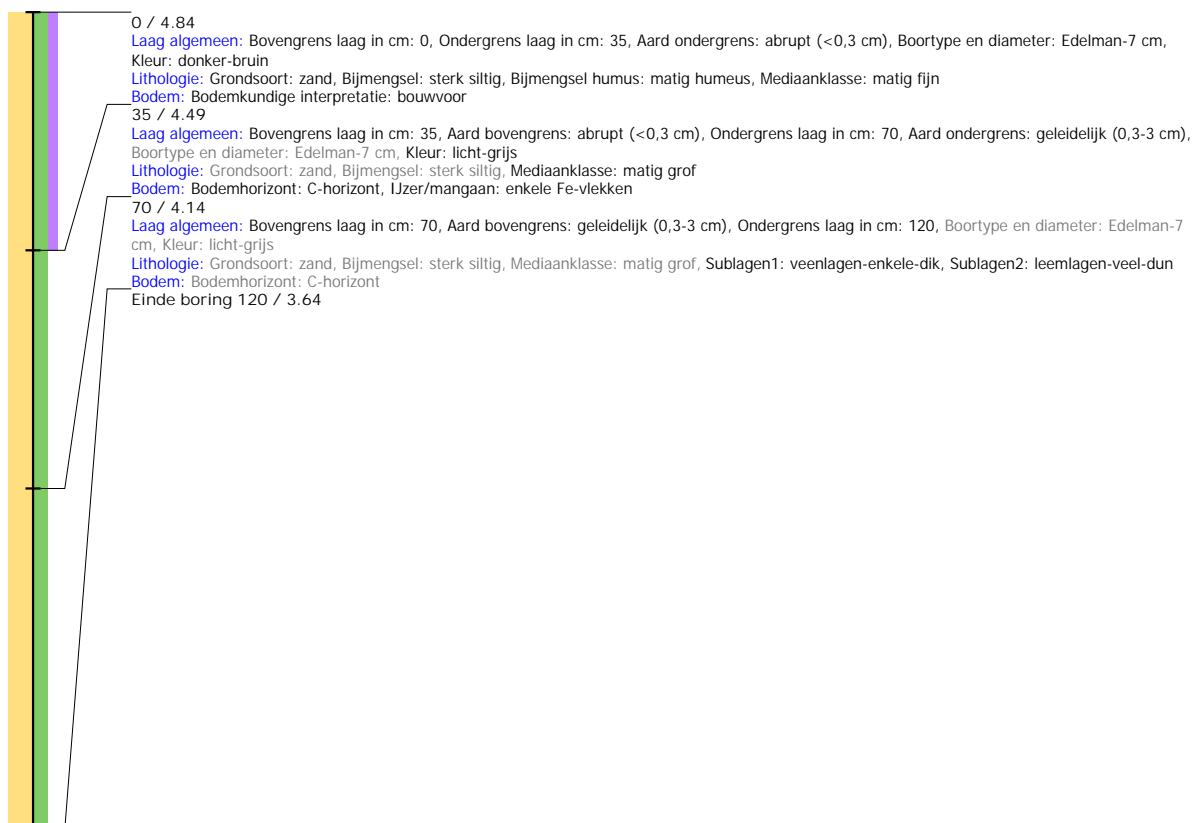 0 / 4.84
Laag algemeen: Bovengrens laag in cm: 0, Ondergrens laag in cm: 35, Aard ondergrens: abrupt (<0,3 cm), Boortype en diameter: Edelman-7 cm,
Kleur: donker-bruin
Lithologie: Grondsoort: zand, Bijmengsel: sterk siltig, Bijmengsel humus: matig humeus, Mediaanklasse: matig fijn
Bodem: Bodemkundige interpretatie: bouwvoor
35 / 4.49
Laag algemeen: Bovengrens laag in cm: 35, Aard bovengrens: abrupt (<0,3 cm), Ondergrens laag in cm: 70, Aard ondergrens: geleidelijk (0,3-3 cm),
Boortype en diameter: Edelman-7 cm, Kleur: licht-grijs
Lithologie: Grondsoort: zand, Bijmengsel: sterk siltig, Mediaanklasse: matig grof
Bodem: Bodemhorizont: C-horizont, IJzer/mangaan: enkele Fe-vlekken
70 / 4.14
Laag algemeen: Bovengrens laag in cm: 70, Aard bovengrens: geleidelijk (0,3-3 cm), Ondergrens laag in cm: 120, Boortype en diameter: Edelman-7
cm, Kleur: licht-grijs
Lithologie: Grondsoort: zand, Bijmengsel: sterk siltig, Mediaanklasse: matig grof, Sublagen1: veenlagen-enkele-dik, Sublagen2: leemlagen-veel-dun
Bodem: Bodemhorizont: C-horizont
Einde boring 120 / 3.64